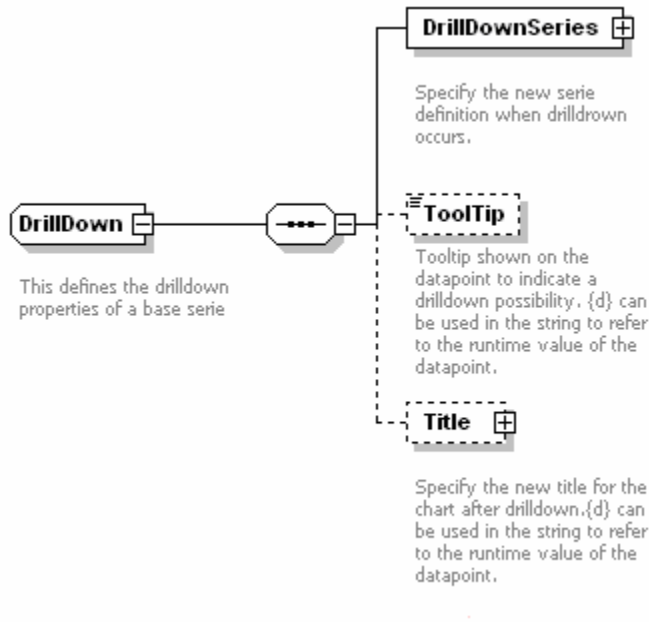 DrillDownSeries
Specify the new serie
definition when drilldrown
occurs.
DrillDown
This defines the drilldown
properties of a base serie
ToolTip
Tooltip shown on the
datapoint to indicate a
drilldown possibility. {d} can
be used in the string to refer
to the runtime value of the
datapoint.
Title
Specify the new title for the
chart after drilldown.{d} can
be used in the string to refer
to the runtime value of the
datapoint.